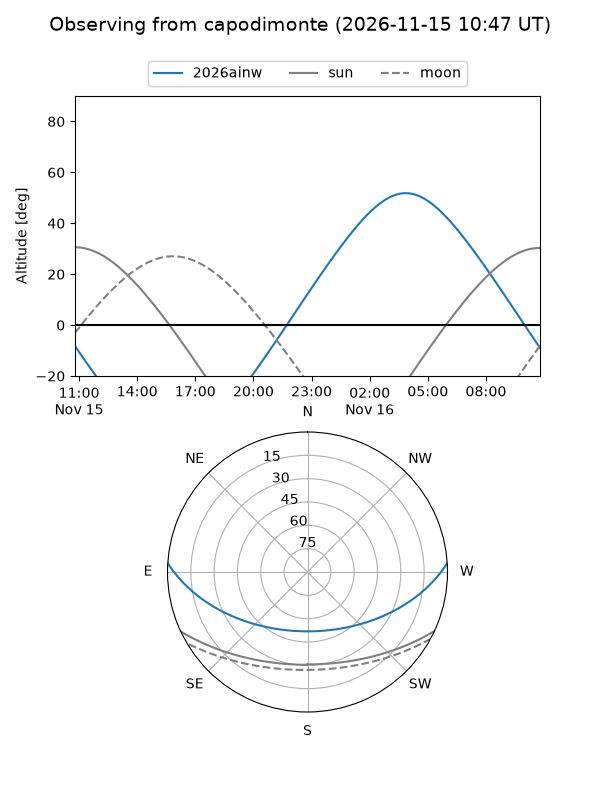 Observing from capodimonte (2026-11-15 10:47 UT)
2026ainw sun moon
80
60
40
20
0
−20
Altitude [deg]
11:00 14:00 17:00 20:00 23:00 02:00 05:00 08:00
Nov 15 Nov 16
N
NE NW
15
30
45
60
75
E W
SE SW
S